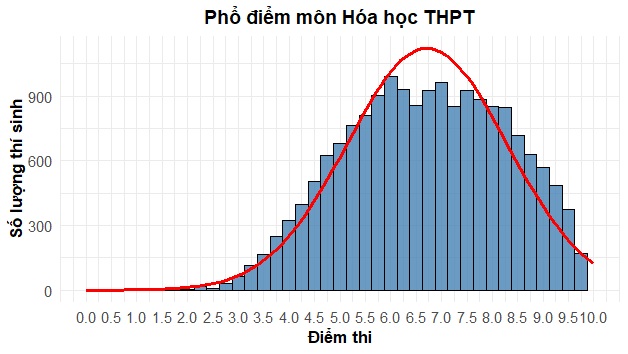 Phổ điểm môn Hóa học THPT
Số lượng thí sinh
900
600
300
0
0.0 0.5 1.0 1.5 2.0 2.5 3.0 3.5 4.0 4.5 5.0 5.5 6.0 6.5 7.0 7.5 8.0 8.5 9.0 9.5 10.0
Điểm thi